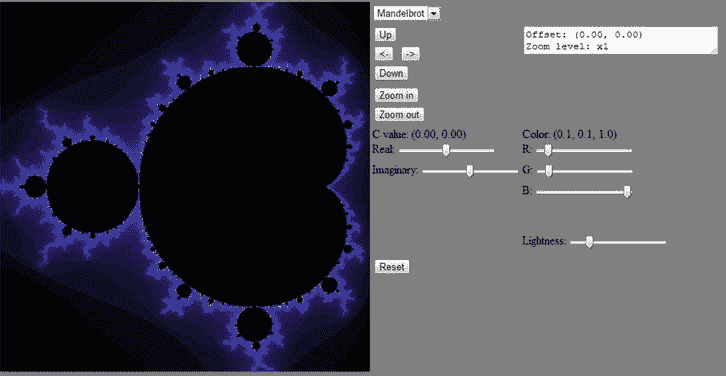 Mandelbrot
Up
Offset: (0.00, 0.00)
Zoom level: x1
<- ->
Down
Zoom in
Zoom out
C value: (0.00, 0.00) Color: (0.1, 0.1, 1.0)
Real: R:
Imaginary: G:
B:
Lightness:
Reset